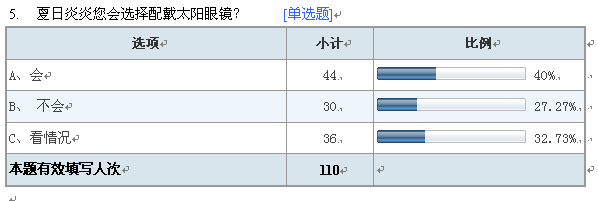 5. 夏日炎炎您会选择配戴太阳眼镜? [单选题]
选项 小计 比例
A、会 44 40%
B、 不会 30 27.27%
C、看情况 36 32.73%
本题有效填写人次 110